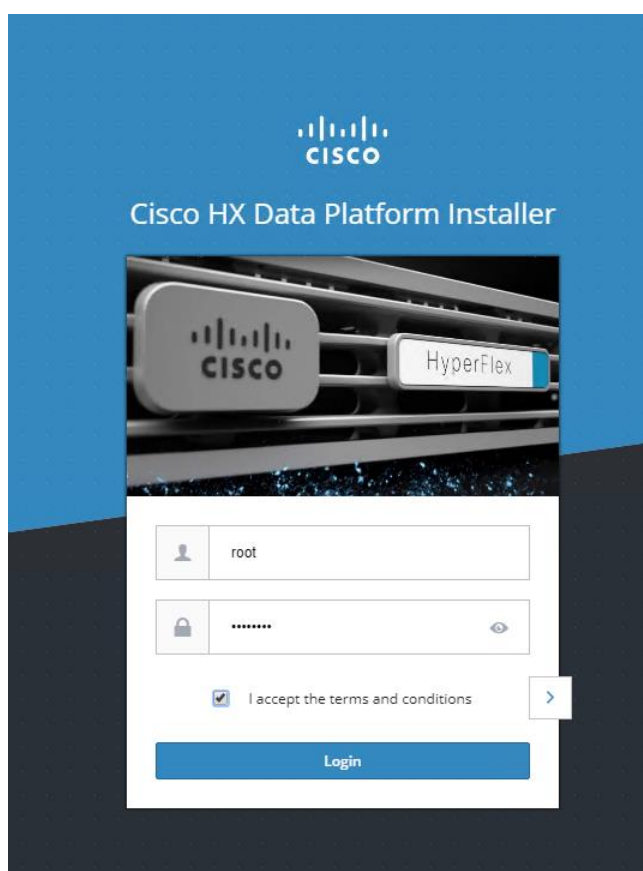 CISCO
Cisco HX Data Platform Installer
CISCO
HyperFlex
root
••••••••
I accept the terms and conditions
Login